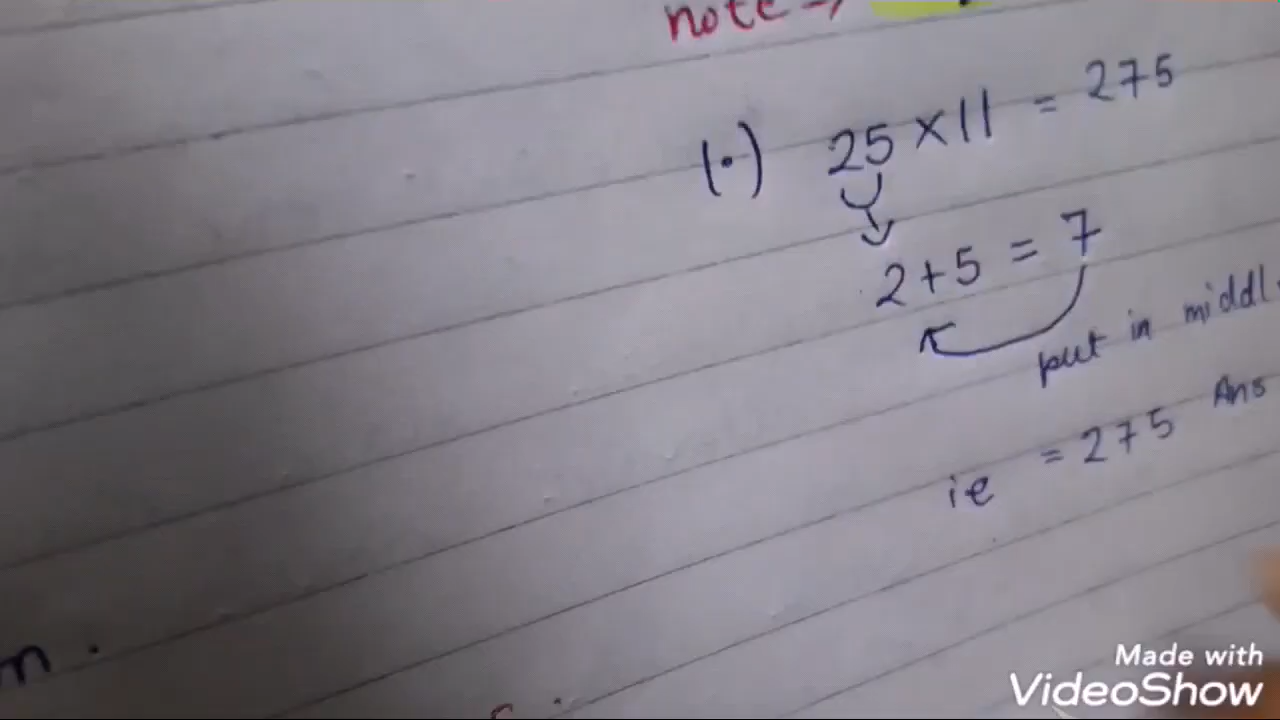 note →
(•) 25 × 11 = 275
2 + 5 = 7
put in middl
ie = 275 Ans
n.
Made with
VideoShow